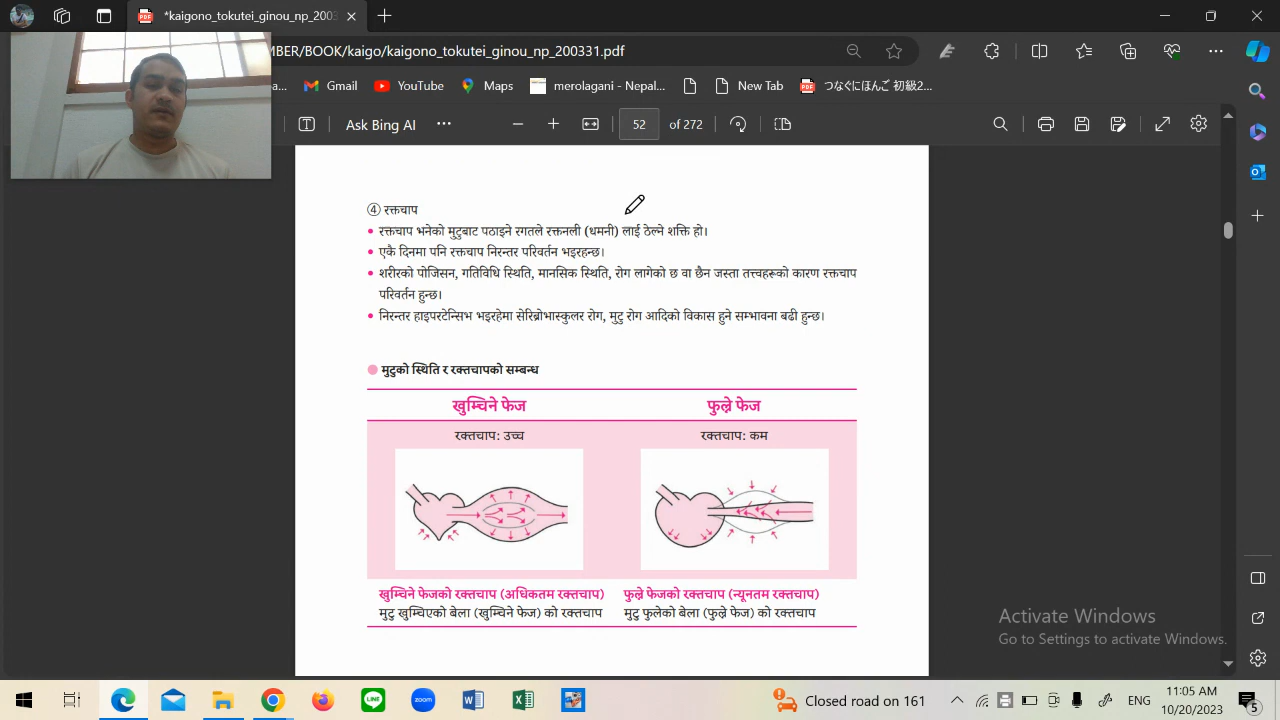 *kaigono_tokutei_ginou_np_200
MBER/BOOK/kaigo/kaigono_tokutei_ginou_np_200331.pdf
a...
Gmail
YouTube
Maps
merolagani - Nepal...
New Tab
つなぐにほんご 初級2...
Ask Bing AI
52
of 272
④ रक्तचाप
रक्तचाप भनेको मुटुबाट पठाइने रगतले रक्तनली (धमनी) लाई ठेल्ने शक्ति हो।
एकै दिनमा पनि रक्तचाप निरन्तर परिवर्तन भइरहन्छ।
शरीरको पोजिसन, गतिविधि स्थिति, मानसिक स्थिति, रोग लागेको छ वा छैन जस्ता तत्त्वहरूको कारण रक्तचाप
परिवर्तन हुन्छ।
निरन्तर हाइपरटेन्सिभ भइरहेमा सेरिब्रोभास्कुलर रोग, मुटु रोग आदिको विकास हुने सम्भावना बढी हुन्छ।
मुटुको स्थिति र रक्तचापको सम्बन्ध
खुम्चिने फेज
फुल्ने फेज
रक्तचाप: उच्च
रक्तचाप: कम
खुम्चिने फेजको रक्तचाप (अधिकतम रक्तचाप)
मुटु खुम्चिएको बेला (खुम्चिने फेज) को रक्तचाप
फुल्ने फेजको रक्तचाप (न्यूनतम रक्तचाप)
मुटु फुलेको बेला (फुल्ने फेज) को रक्तचाप
Activate Windows
Go to Settings to activate Windows.
zoom
LINE
Closed road on 161
ENG
11:05 AM
10/20/2023
5